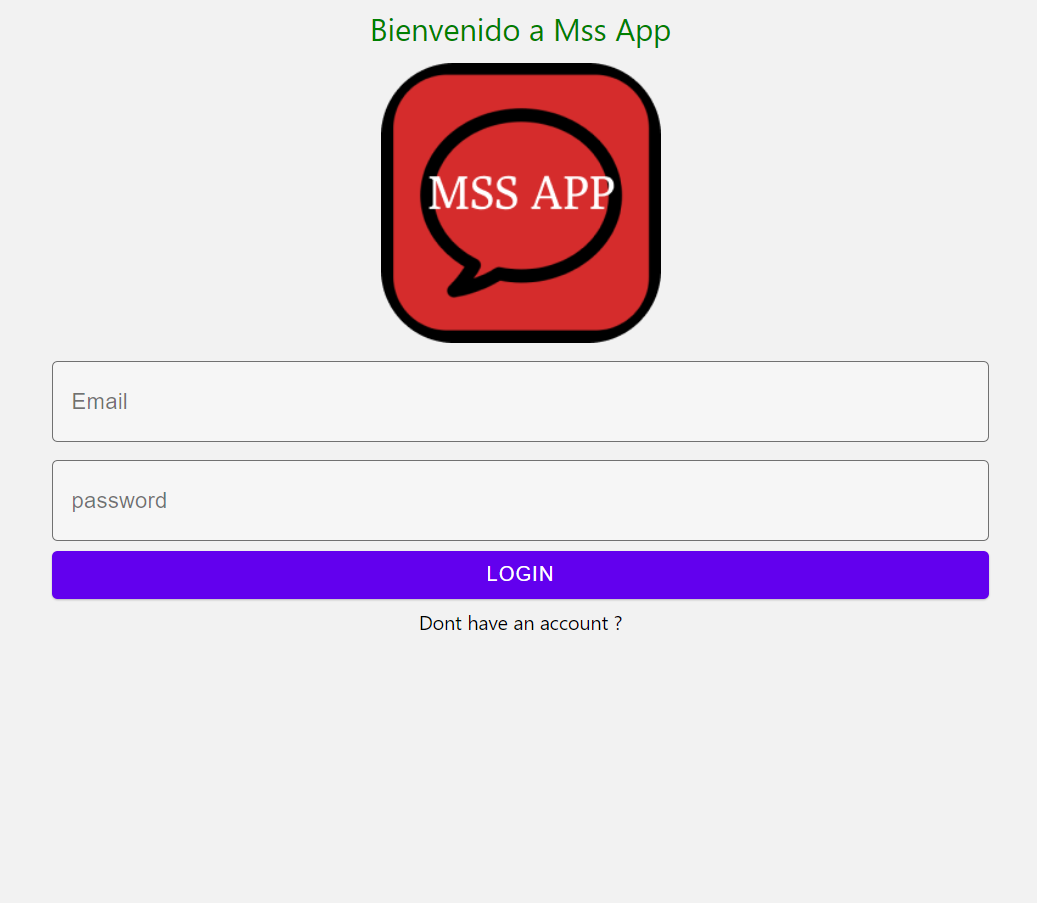 Bienvenido a Mss App
MSS APP
Email
password
LOGIN
Dont have an account ?